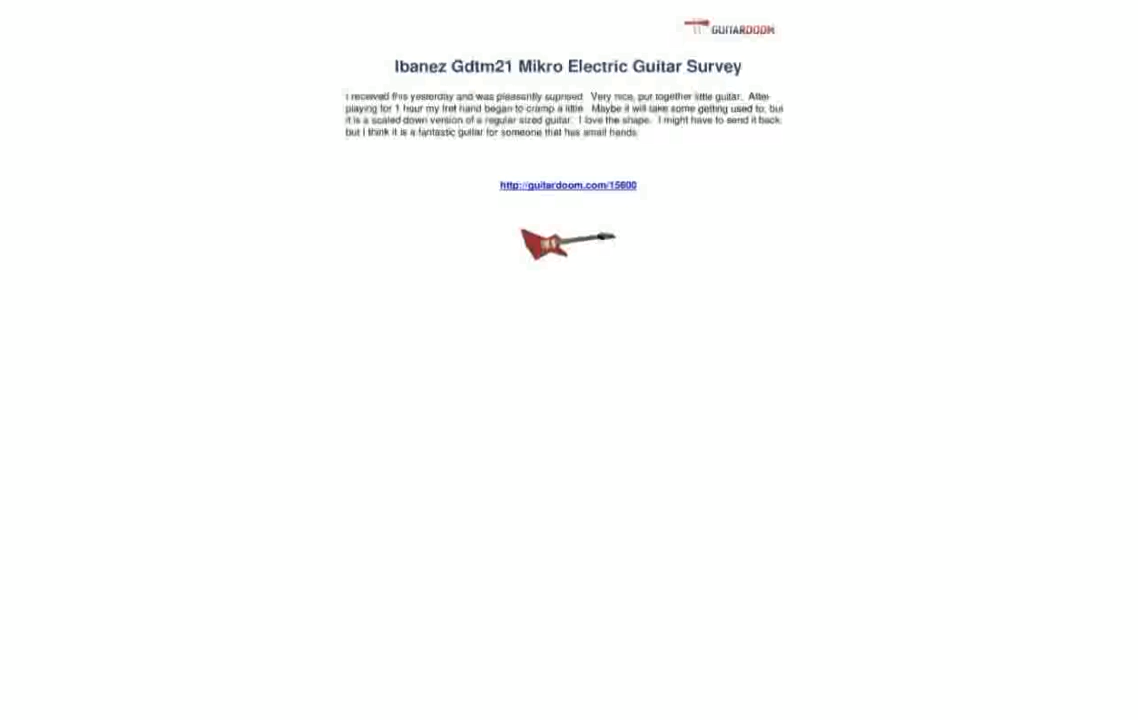 GUITARDOOM
Ibanez Gdtm21 Mikro Electric Guitar Survey
I received this yesterday and was pleasantly suprised Very nice, put together little guitar. After
playing for 1 hour my fret hand began to cramp a little Maybe it will take some getting used to, but
it is a scaled down version of a regular sized guitar. I love the shape. I might have to send it back,
but I think it is a fantastic guitar for someone that has small hands
http://guitardoom.com/15600